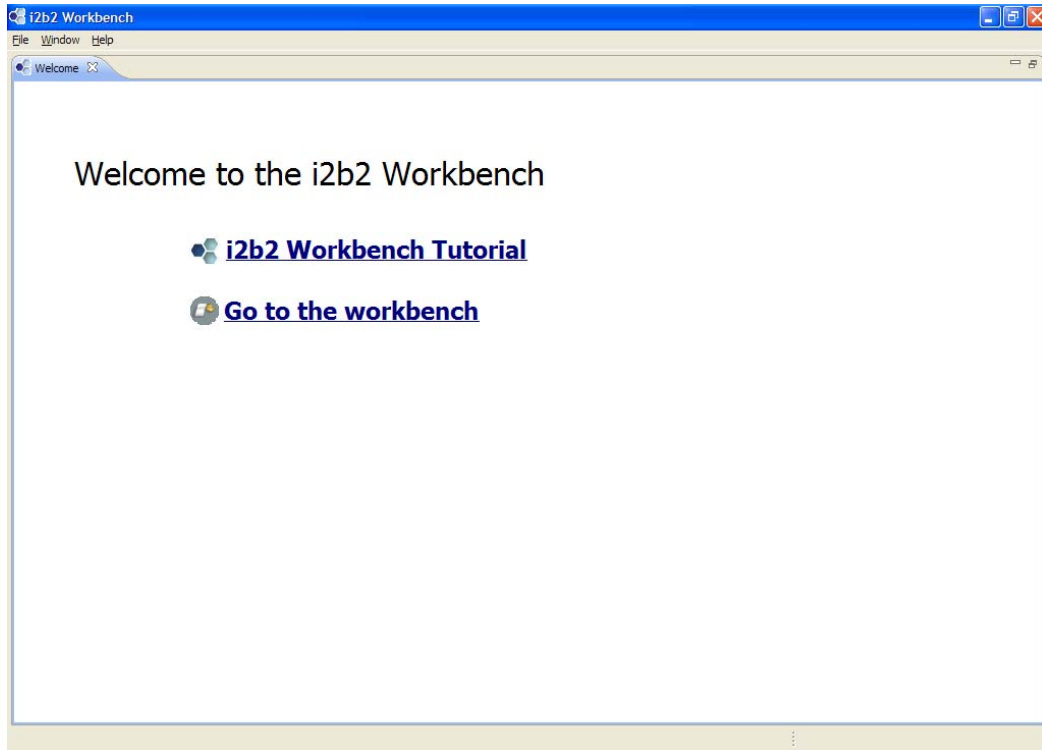 i2b2 Workbench
File Window Help
Welcome
Welcome to the i2b2 Workbench
i2b2 Workbench Tutorial
Go to the workbench